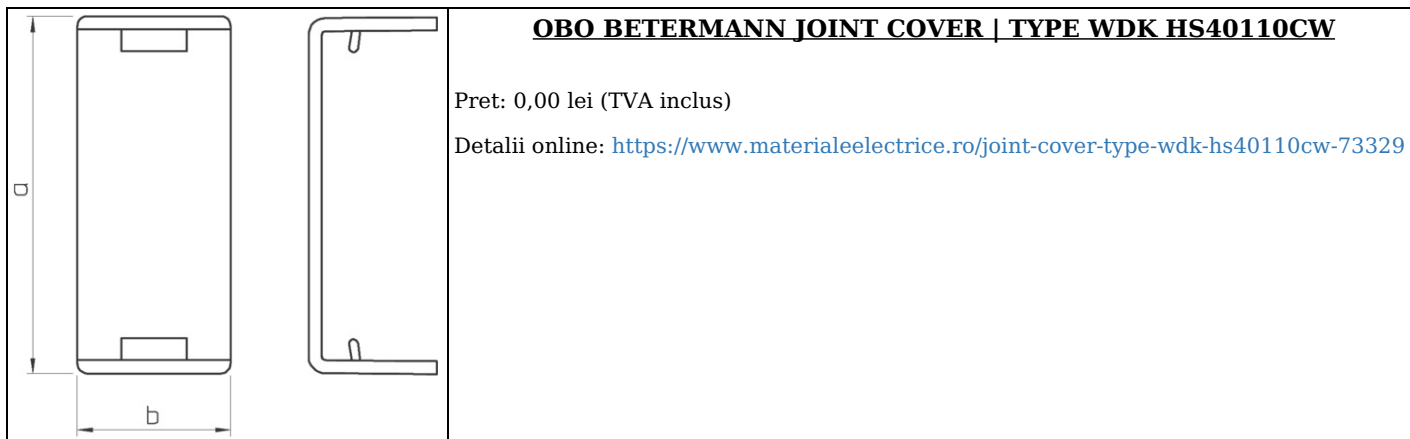 a
b
OBO BETERMANN JOINT COVER | TYPE WDK HS40110CW
Pret: 0,00 lei (TVA inclus)
Detalii online: https://www.materialeelectrice.ro/joint-cover-type-wdk-hs40110cw-73329